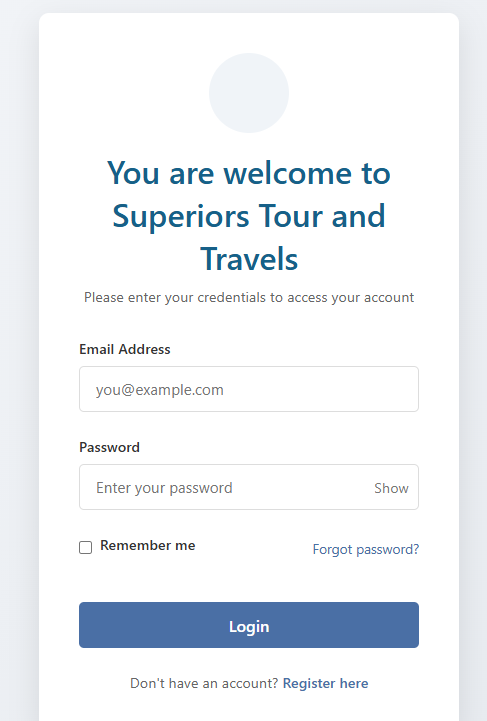 You are welcome to
Superiors Tour and
Travels
Please enter your credentials to access your account
Email Address
you@example.com
Password
Enter your password
Show
Remember me
Forgot password?
Login
Don't have an account? Register here